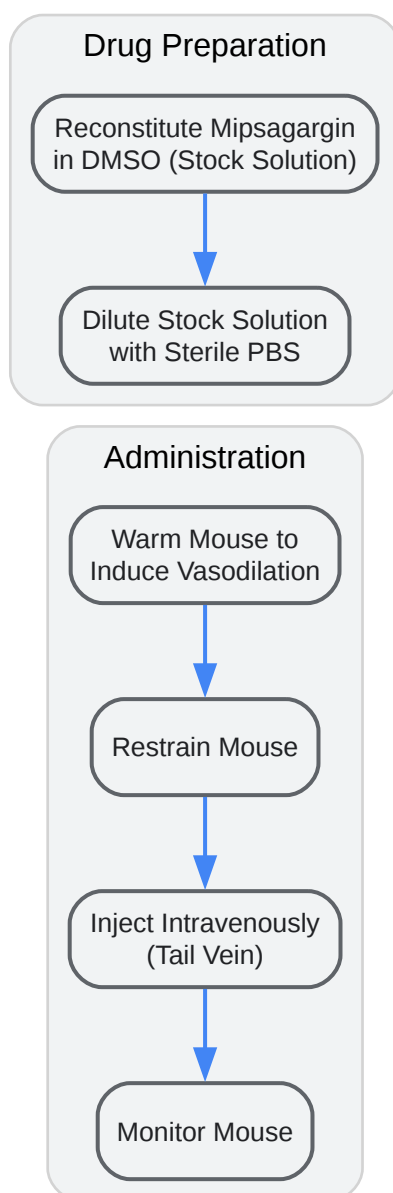 Drug Preparation
Reconstitute Mipsagargin
in DMSO (Stock Solution)
Dilute Stock Solution
with Sterile PBS
Administration
Warm Mouse to
Induce Vasodilation
Restrain Mouse
Inject Intravenously
(Tail Vein)
Monitor Mouse